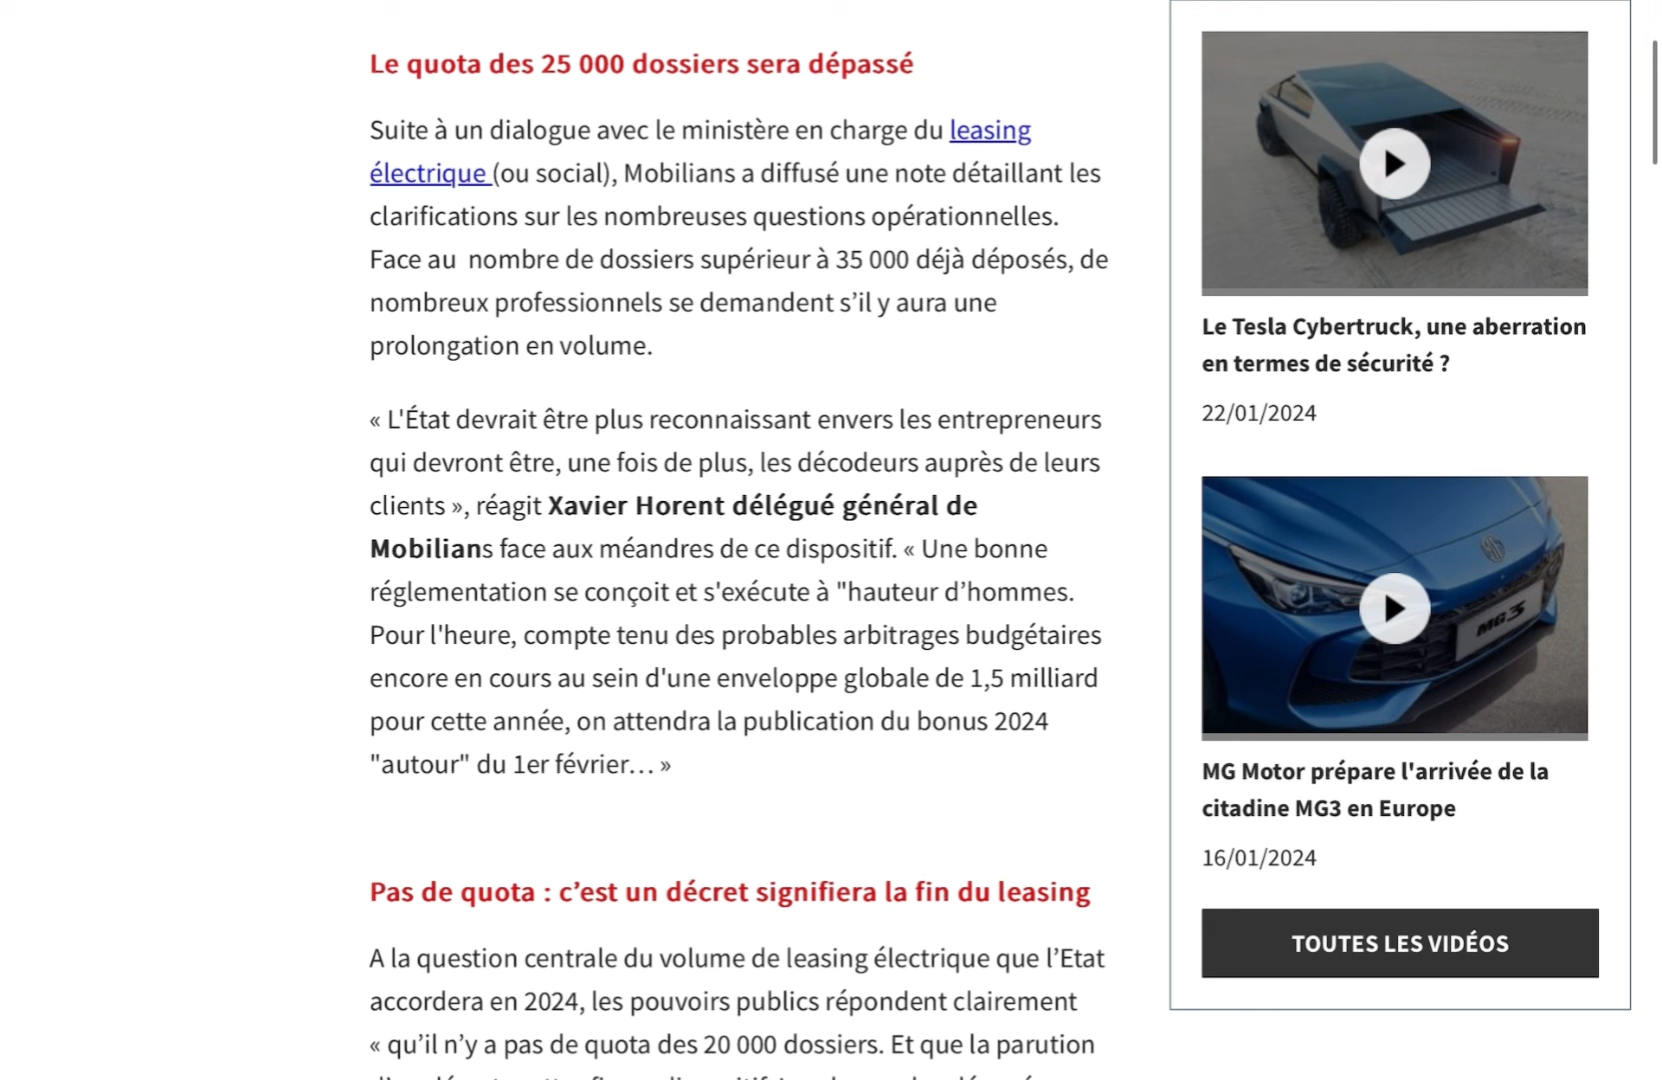 Le quota des 25 000 dossiers sera dépassé
Suite à un dialogue avec le ministère en charge du leasing
électrique (ou social), Mobilians a diffusé une note détaillant les
clarifications sur les nombreuses questions opérationnelles.
Face au  nombre de dossiers supérieur à 35 000 déjà déposés, de
nombreux professionnels se demandent s’il y aura une
prolongation en volume.
« L'État devrait être plus reconnaissant envers les entrepreneurs
qui devront être, une fois de plus, les décodeurs auprès de leurs
clients », réagit Xavier Horent délégué général de
Mobilians face aux méandres de ce dispositif. « Une bonne
réglementation se conçoit et s'exécute à "hauteur d’hommes.
Pour l'heure, compte tenu des probables arbitrages budgétaires
encore en cours au sein d'une enveloppe globale de 1,5 milliard
pour cette année, on attendra la publication du bonus 2024
"autour" du 1er février… »
Pas de quota : c’est un décret signifiera la fin du leasing
A la question centrale du volume de leasing électrique que l’Etat
accordera en 2024, les pouvoirs publics répondent clairement
« qu’il n’y a pas de quota des 20 000 dossiers. Et que la parution
Le Tesla Cybertruck, une aberration
en termes de sécurité ?
22/01/2024
MG3
MG Motor prépare l'arrivée de la
citadine MG3 en Europe
16/01/2024
TOUTES LES VIDÉOS